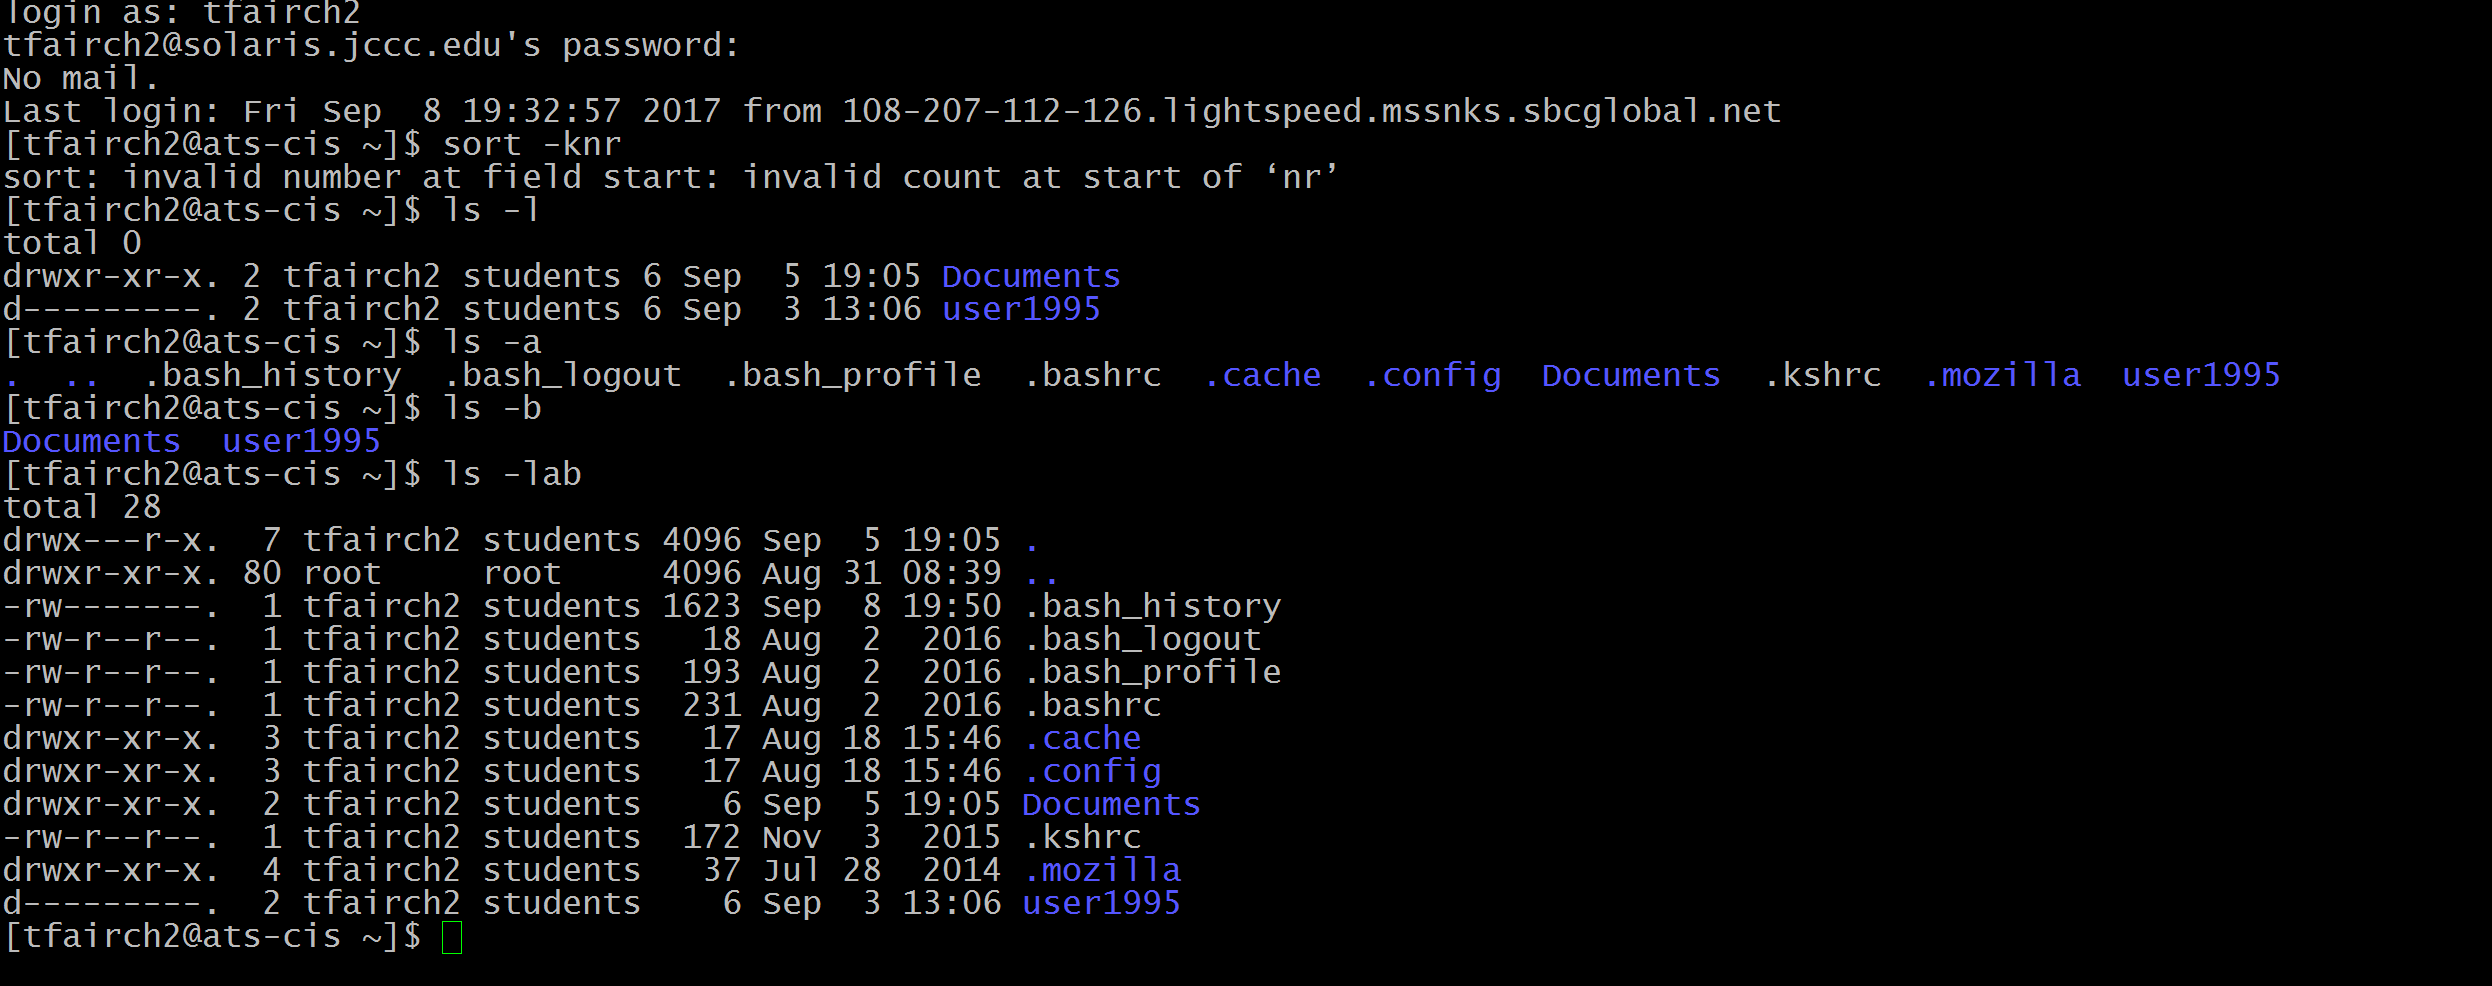 login as: tfairch2
tfairch2@solaris.jccc.edu's password:
No mail.
Last login: Fri Sep  8 19:32:57 2017 from 108-207-112-126.lightspeed.mssnks.sbcglobal.net
[tfairch2@ats-cis ~]$ sort -knr
sort: invalid number at field start: invalid count at start of ‘nr’
[tfairch2@ats-cis ~]$ ls -l
total 0
drwxr-xr-x. 2 tfairch2 students 6 Sep  5 19:05 Documents
d---------. 2 tfairch2 students 6 Sep  3 13:06 user1995
[tfairch2@ats-cis ~]$ ls -a
.  ..  .bash_history  .bash_logout  .bash_profile  .bashrc  .cache  .config  Documents  .kshrc  .mozilla  user1995
[tfairch2@ats-cis ~]$ ls -b
Documents  user1995
[tfairch2@ats-cis ~]$ ls -lab
total 28
drwx---r-x.  7 tfairch2 students 4096 Sep  5 19:05 .
drwxr-xr-x. 80 root     root     4096 Aug 31 08:39 ..
-rw-------.  1 tfairch2 students 1623 Sep  8 19:50 .bash_history
-rw-r--r--.  1 tfairch2 students   18 Aug  2  2016 .bash_logout
-rw-r--r--.  1 tfairch2 students  193 Aug  2  2016 .bash_profile
-rw-r--r--.  1 tfairch2 students  231 Aug  2  2016 .bashrc
drwxr-xr-x.  3 tfairch2 students   17 Aug 18 15:46 .cache
drwxr-xr-x.  3 tfairch2 students   17 Aug 18 15:46 .config
drwxr-xr-x.  2 tfairch2 students    6 Sep  5 19:05 Documents
-rw-r--r--.  1 tfairch2 students  172 Nov  3  2015 .kshrc
drwxr-xr-x.  4 tfairch2 students   37 Jul 28  2014 .mozilla
d---------.  2 tfairch2 students    6 Sep  3 13:06 user1995
[tfairch2@ats-cis ~]$